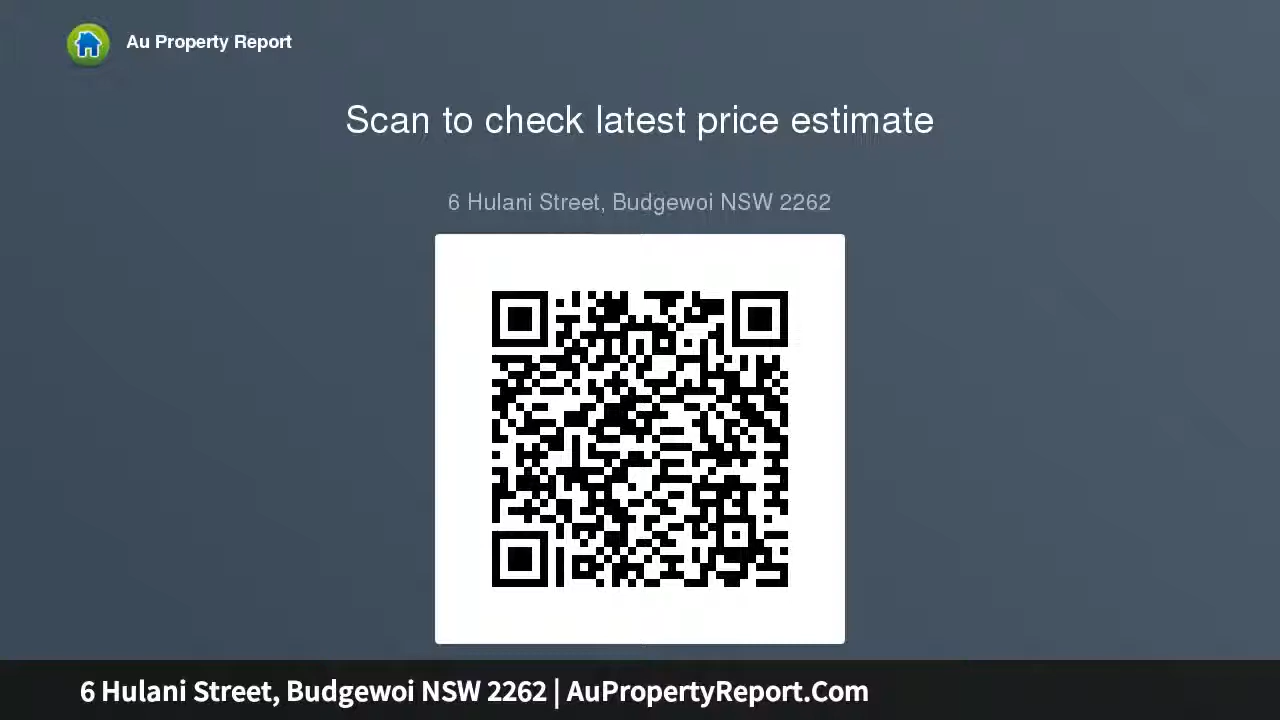 Au Property Report
Scan to check latest price estimate
6 Hulani Street, Budgewoi NSW 2262
6 Hulani Street, Budgewoi NSW 2262 | AuPropertyReport.Com